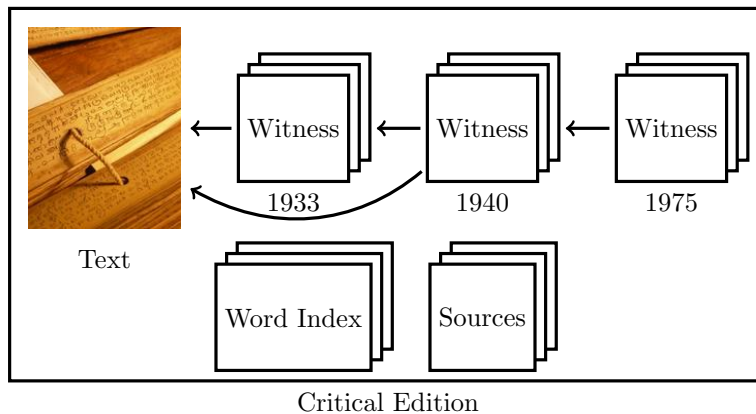 Witness Witness Witness
1933 1940 1975
Text
Word Index Sources
Critical Edition